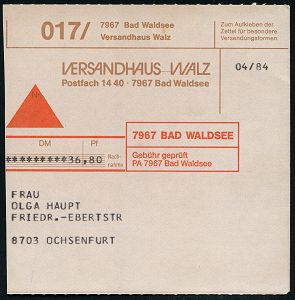 017/
7967 Bad Waldsee
Versandhaus Walz
Zum Aufkleben der
Zettel für besondere
Versendungsformen
VERSANDHAUS WALZ
Postfach 14 40 · 7967 Bad Waldsee
04/84
DM Pf
********36,80
Nach-
nahme
7967 BAD WALDSEE
Gebühr geprüft
PA 7967 Bad Waldsee
FRAU
OLGA HAUPT
FRIEDR.-EBERTSTR
8703 OCHSENFURT